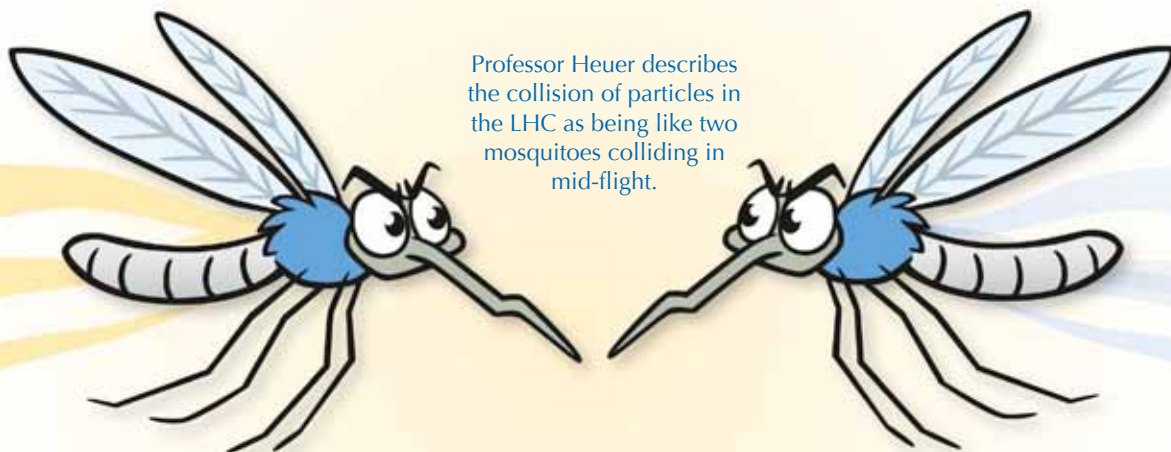 Professor Heuer describes
the collision of particles in
the LHC as being like two
mosquitoes colliding in
mid-flight.